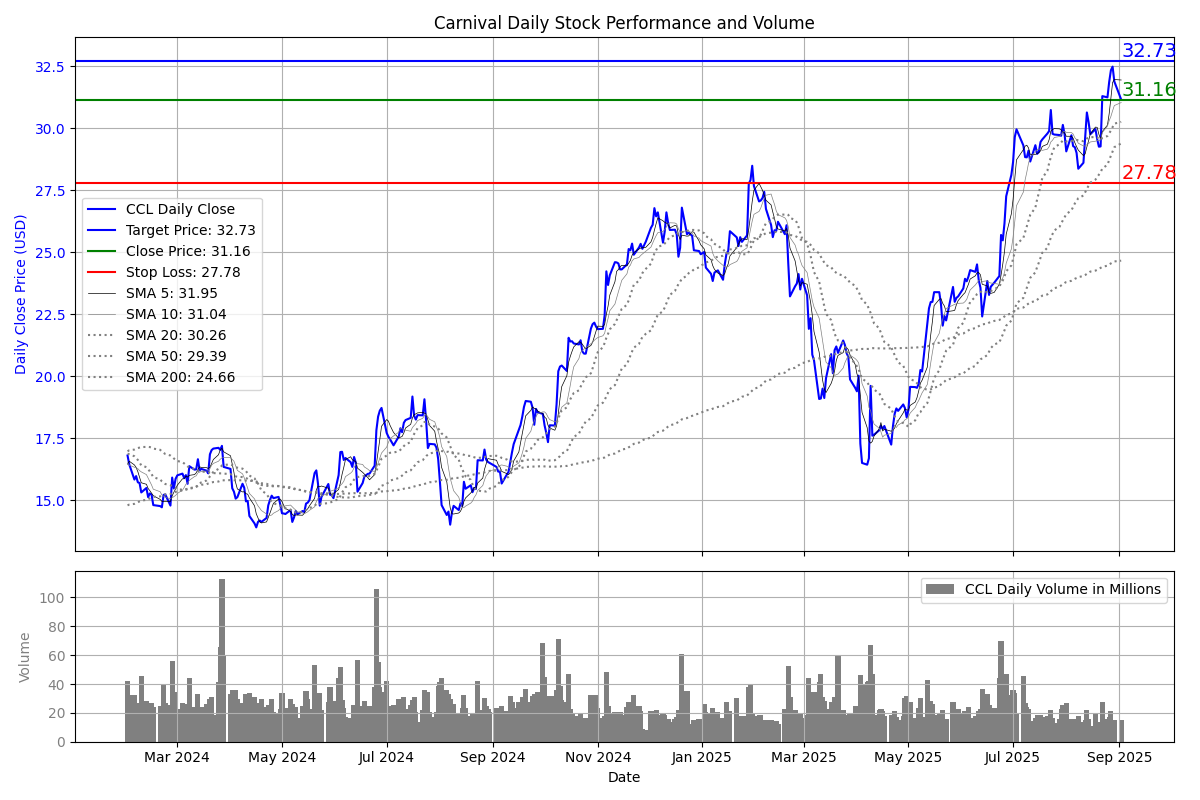 Carnival Daily Stock Performance and Volume
32.73
31.16
27.78
Daily Close Price (USD)
32.5
30.0
27.5
25.0
22.5
20.0
17.5
15.0
CCL Daily Close
Target Price: 32.73
Close Price: 31.16
Stop Loss: 27.78
SMA 5: 31.95
SMA 10: 31.04
SMA 20: 30.26
SMA 50: 29.39
SMA 200: 24.66
CCL Daily Volume in Millions
Volume
100
80
60
40
20
0
Mar 2024 May 2024 Jul 2024 Sep 2024 Nov 2024 Jan 2025 Mar 2025 May 2025 Jul 2025 Sep 2025
Date